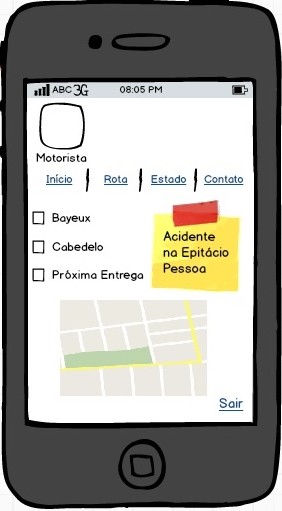 ABC 3G 08:05 PM
Motorista
Início Rota Estado Contato
Bayeux
Cabedelo
Próxima Entrega
Acidente
na Epitácio
Pessoa
Sair